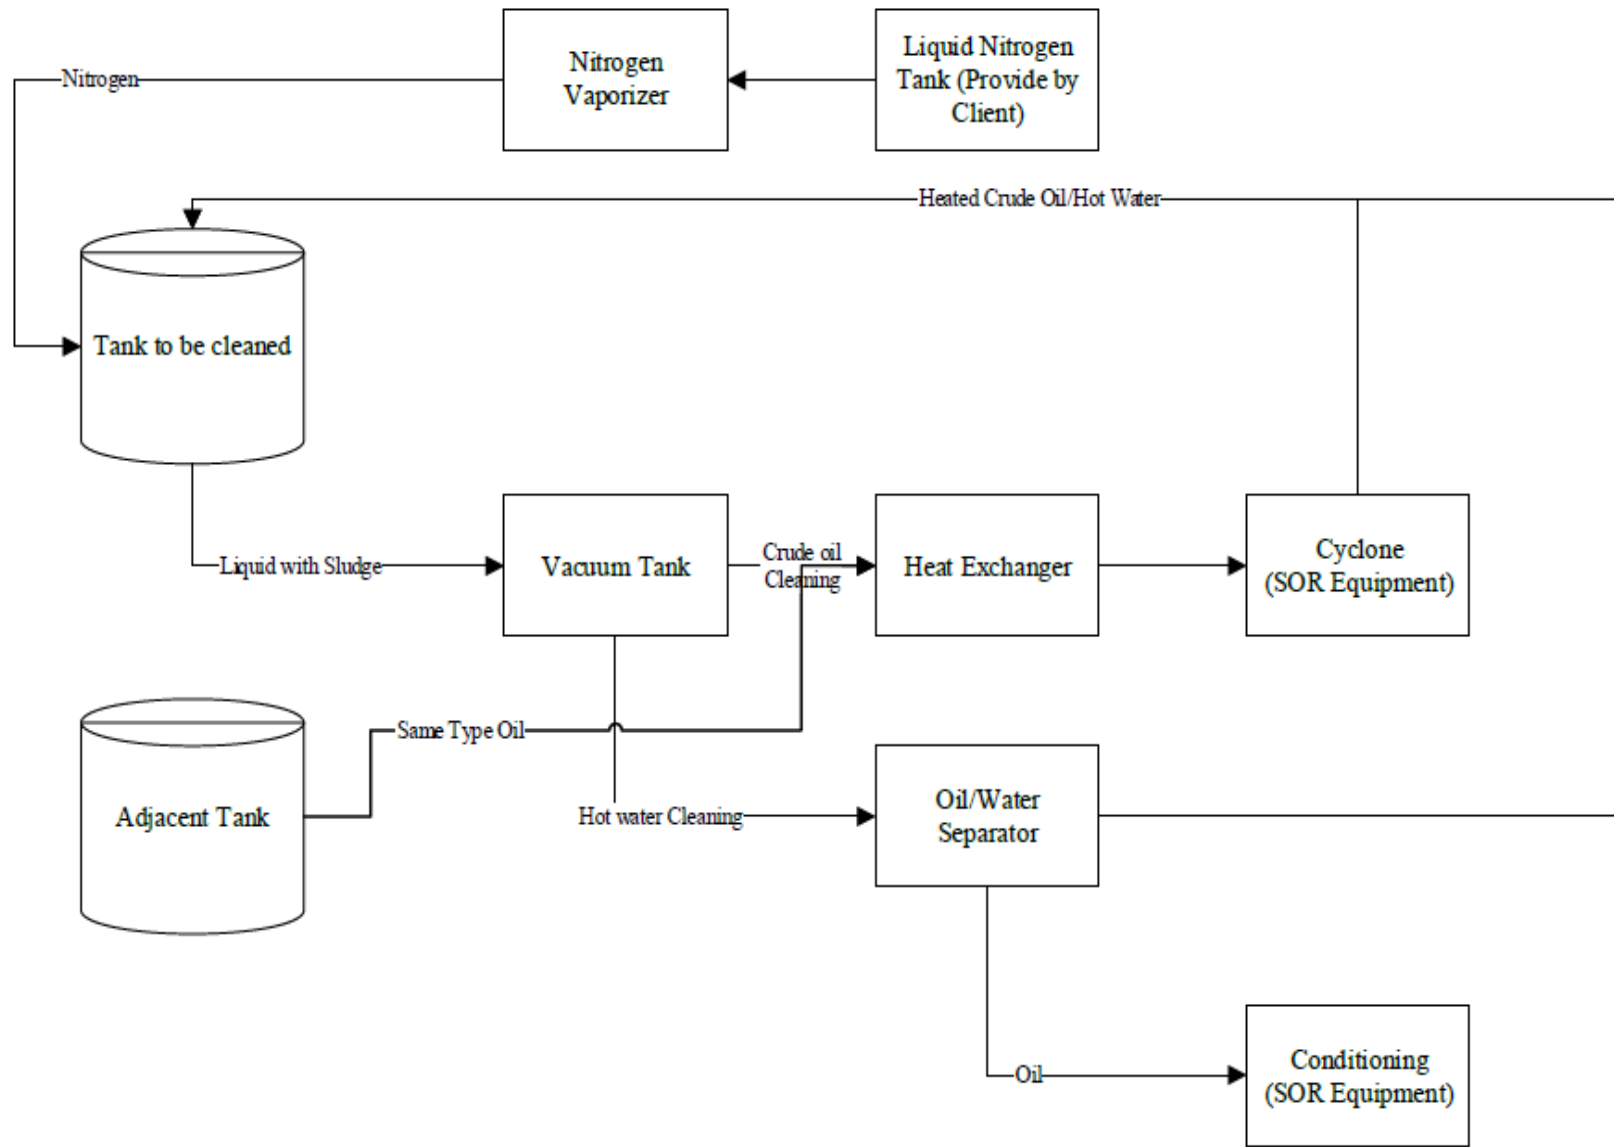 Nitrogen
Nitrogen
Vaporizer
Liquid Nitrogen
Tank (Provide by
Client)
Heated Crude Oil/Hot Water
Tank to be cleaned
Liquid with Sludge
Vacuum Tank
Crude oil
Cleaning
Heat Exchanger
Cyclone
(SOR Equipment)
Same Type Oil
Adjacent Tank
Hot water Cleaning
Oil/Water
Separator
Oil
Conditioning
(SOR Equipment)